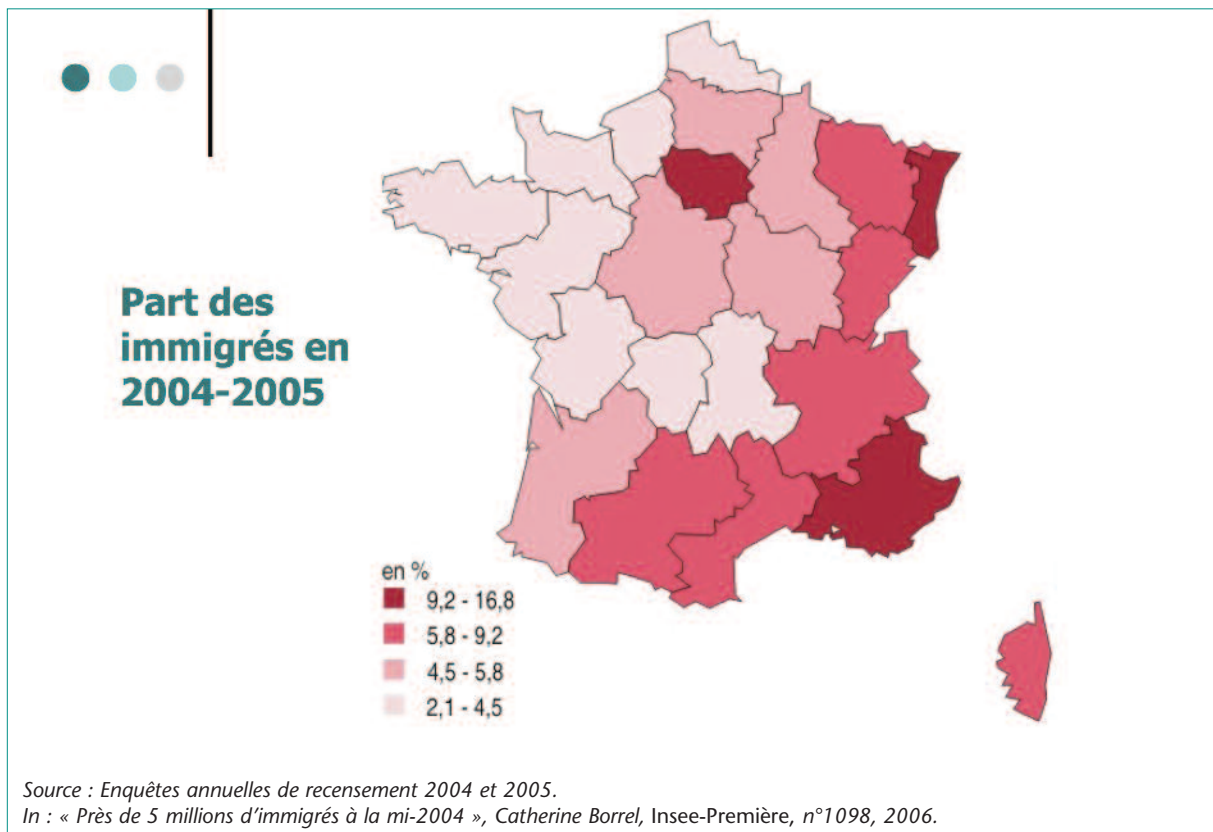 Part des
immigrés en
2004-2005
en %
9,2 - 16,8
5,8 - 9,2
4,5 - 5,8
2,1 - 4,5
Source : Enquêtes annuelles de recensement 2004 et 2005.
In : « Près de 5 millions d’immigrés à la mi-2004 », Catherine Borrel, Insee-Première, n°1098, 2006.